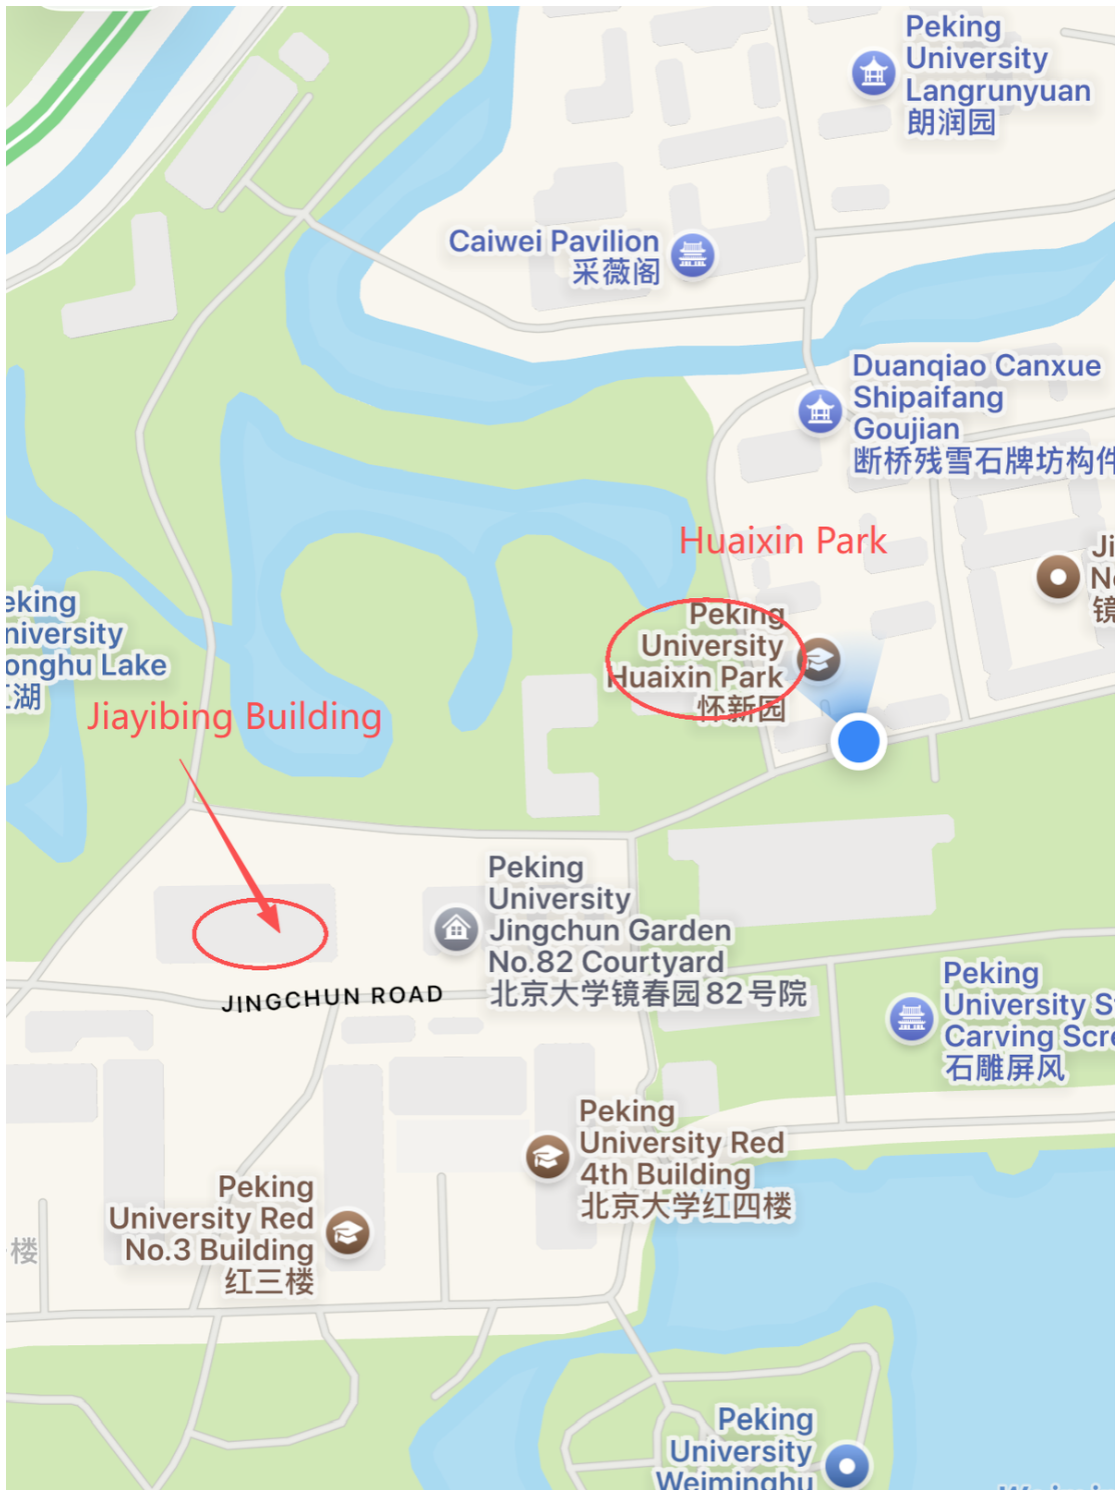 Peking
University
Langrunyuan
朗润园
Caiwei Pavilion
采薇阁
Duanqiao Canxue
Shipaifang
Goujian
断桥残雪石牌坊构件
Huaixin Park
Peking
University
Huaixin Park
怀新园
Ji
镜
eking
niversity
onghu Lake
湖
Jiayibing Building
Peking
University
Jingchun Garden
No.82 Courtyard
北京大学镜春园82号院
JINGCHUN ROAD
Peking
University S
Carving Scre
石雕屏风
Peking
University Red
4th Building
北京大学红四楼
Peking
University Red
No.3 Building
红三楼
楼
Peking
University
Weiminghu